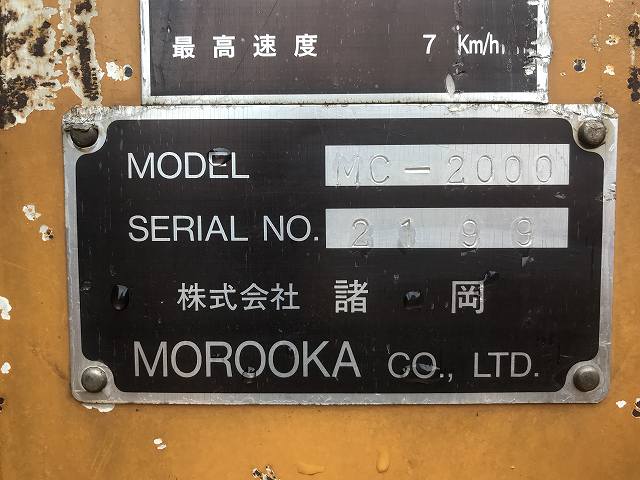 最高速度 7 Km/h
MODEL MC-2000
SERIAL NO. 2199
株式会社 諸岡
MOROOKA CO., LTD.